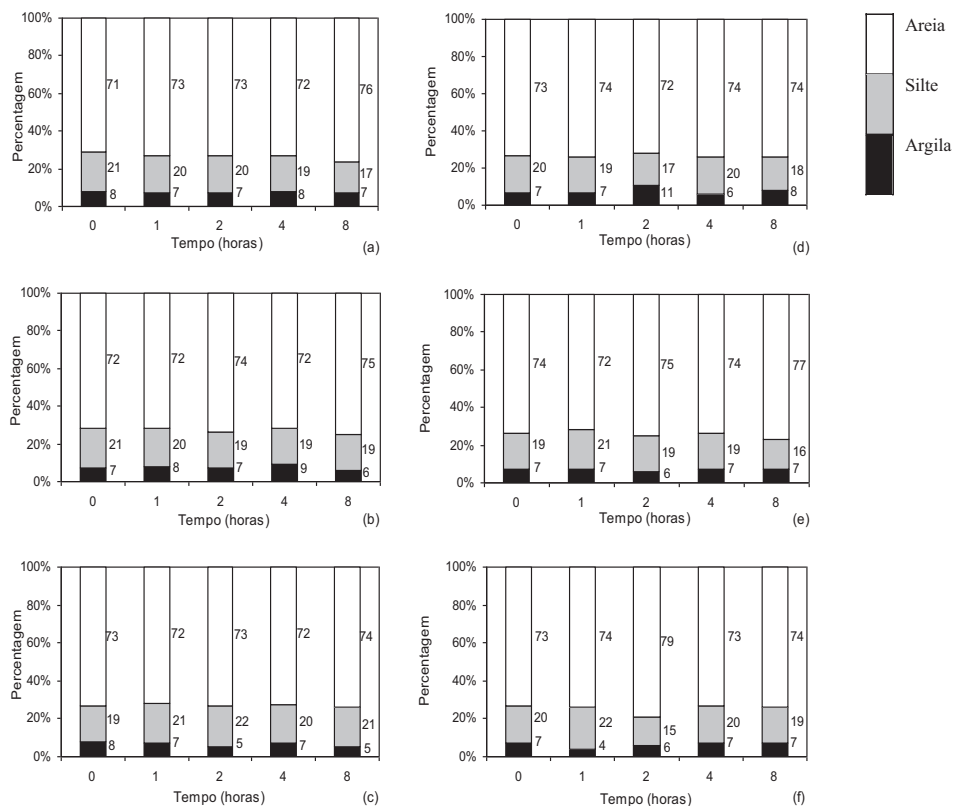 100%
80%
60%
40%
20%
0%
Percentagem
71 73 73 72 76
21 20 20 19 17
8 7 7 8 7
0 1 2 4 8
Tempo (horas)
(a)
100%
80%
60%
40%
20%
0%
Percentagem
73 74 72 74 74
20 19 17 20 18
7 7 11 6 8
0 1 2 4 8
Tempo (horas)
(d)
Areia
Silte
Argila
100%
80%
60%
40%
20%
0%
Percentagem
72 72 74 72 75
21 20 19 19 19
7 8 7 9 6
0 1 2 4 8
Tempo (horas)
(b)
100%
80%
60%
40%
20%
0%
Percentagem
74 72 75 74 77
19 21 19 19 16
7 7 6 7 7
0 1 2 4 8
Tempo (horas)
(e)
100%
80%
60%
40%
20%
0%
Percentagem
73 72 73 72 74
19 21 22 20 21
8 7 5 7 5
0 1 2 4 8
Tempo (horas)
(c)
100%
80%
60%
40%
20%
0%
Percentagem
73 74 79 73 74
20 22 15 20 19
7 4 6 7 7
0 1 2 4 8
Tempo (horas)
(f)